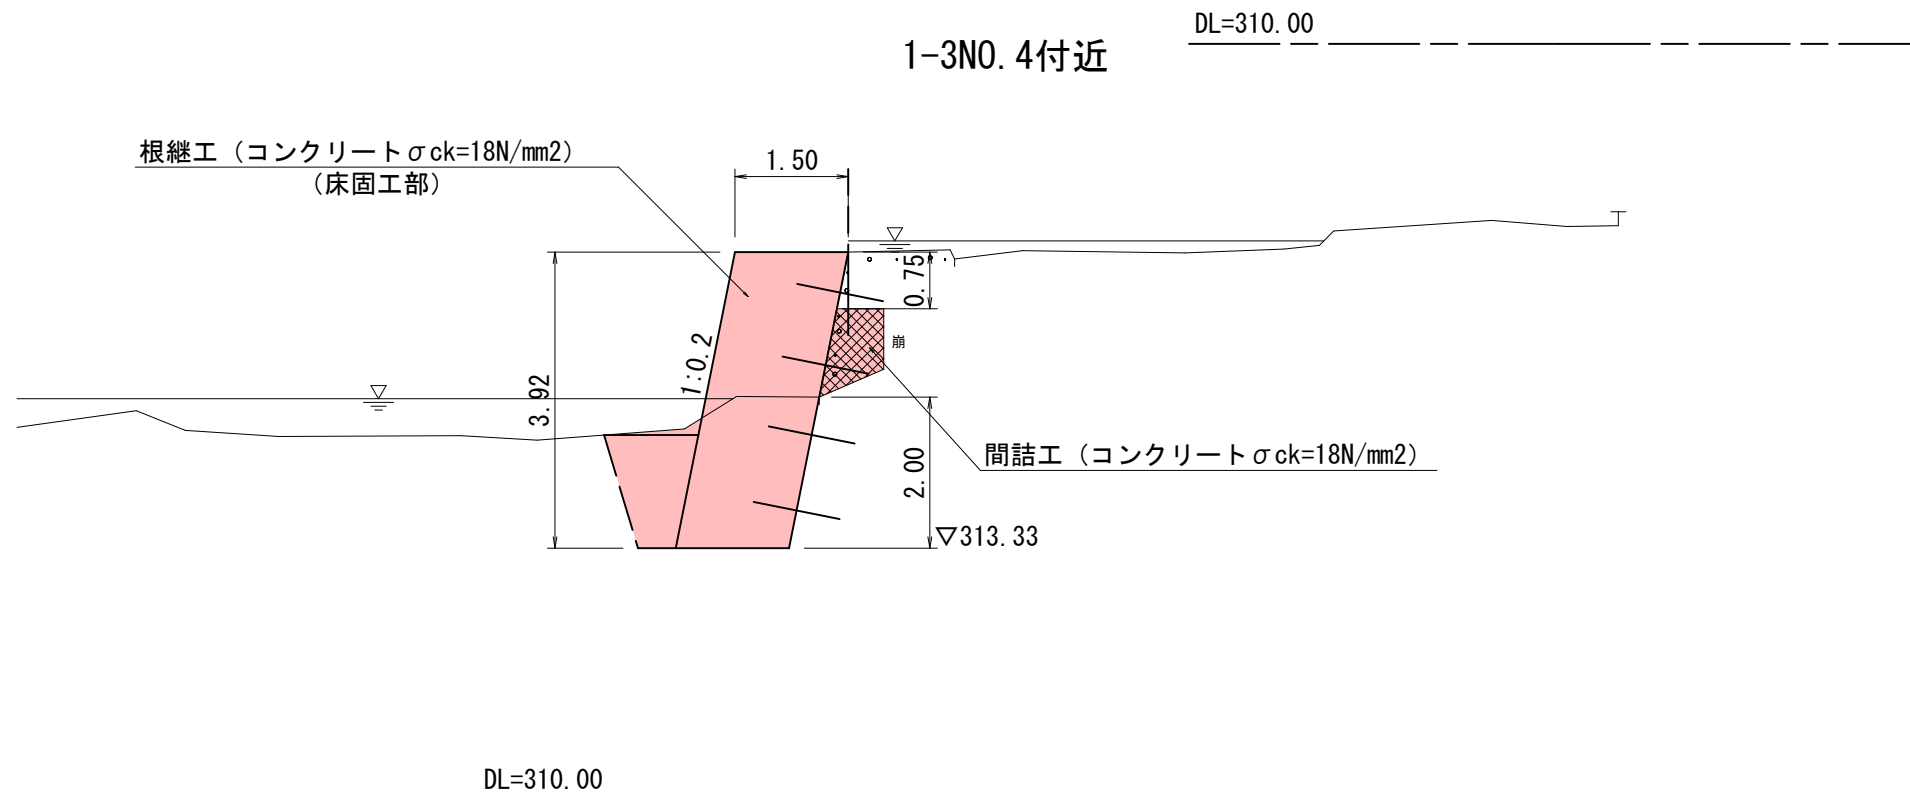 DL=310.00
1-3NO.4付近
根継工（コンクリートσck=18N/mm2）
（床固工部）
1.50
0.75
崩
1:0.2
3.92
間詰工（コンクリートσck=18N/mm2）
2.00
▽313.33
DL=310.00